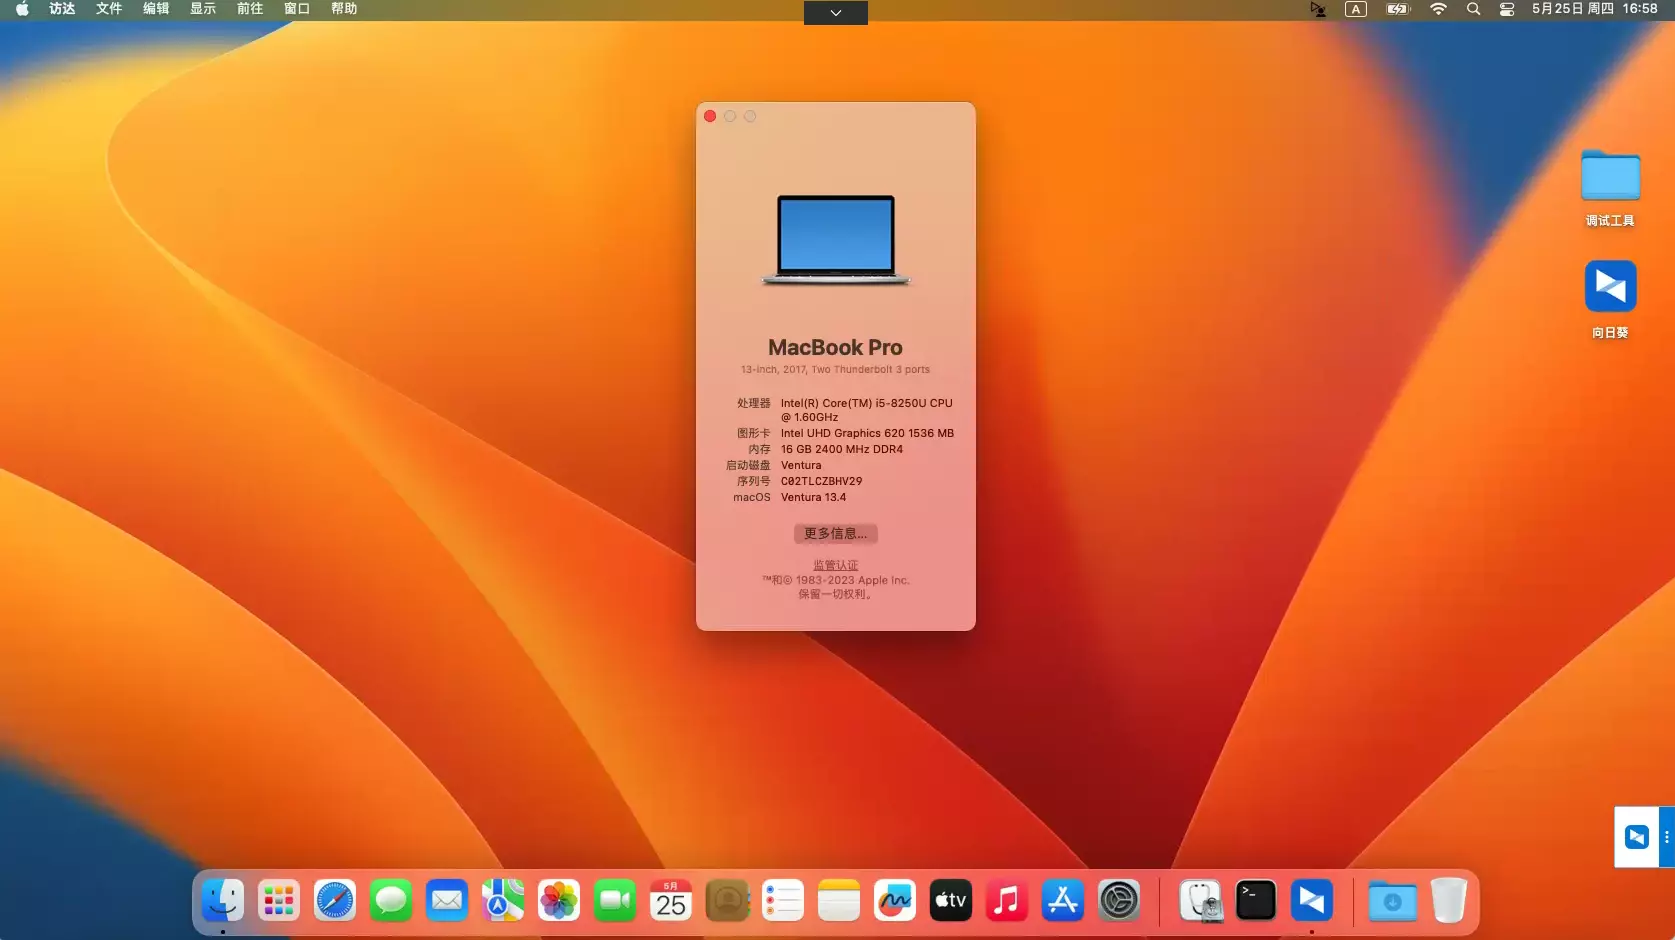 访达 文件 编辑 显示 前往 窗口 帮助
A
5月25日 周四 16:58
调试工具
向日葵
MacBook Pro
13-inch, 2017, Two Thunderbolt 3 ports
处理器 Intel(R) Core(TM) i5-8250U CPU
@ 1.60GHz
图形卡 Intel UHD Graphics 620 1536 MB
内存 16 GB 2400 MHz DDR4
启动磁盘 Ventura
序列号 C02TLCZBHV29
macOS Ventura 13.4
更多信息...
监管认证
™和© 1983-2023 Apple Inc.
保留一切权利。
5月
25
tv
>_